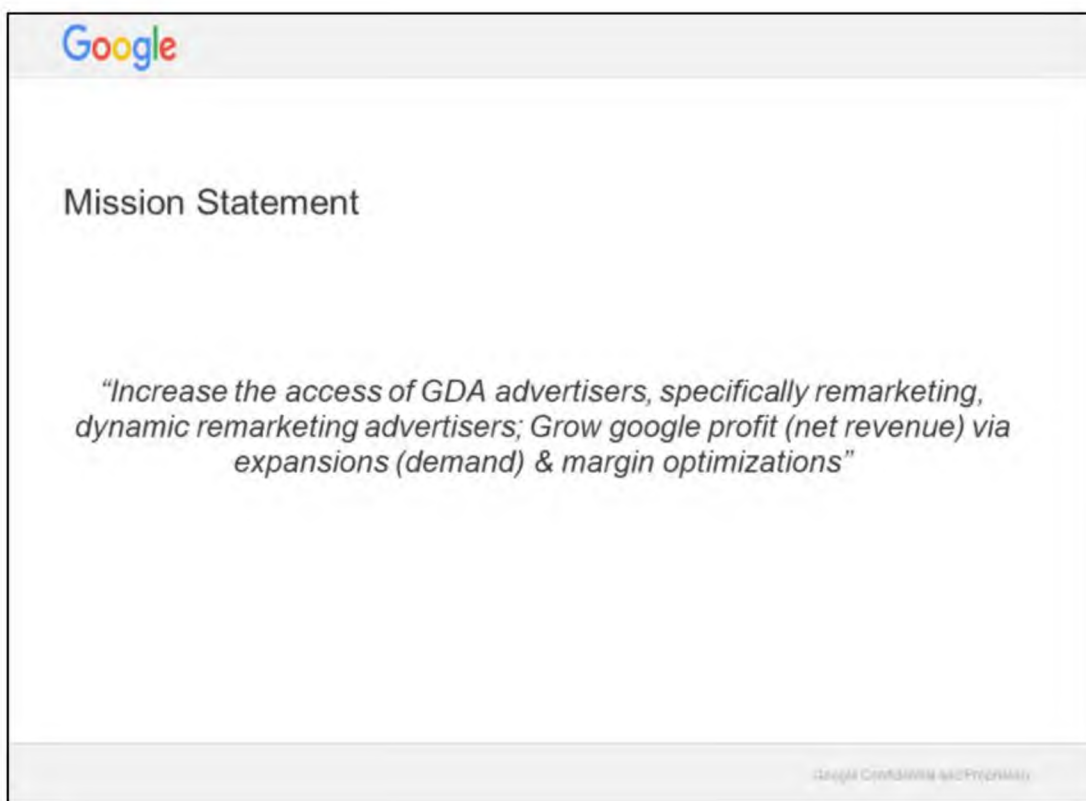 Google
Mission Statement
“Increase the access of GDA advertisers, specifically remarketing,
dynamic remarketing advertisers; Grow google profit (net revenue) via
expansions (demand) & margin optimizations”
Google Confidential and Proprietary